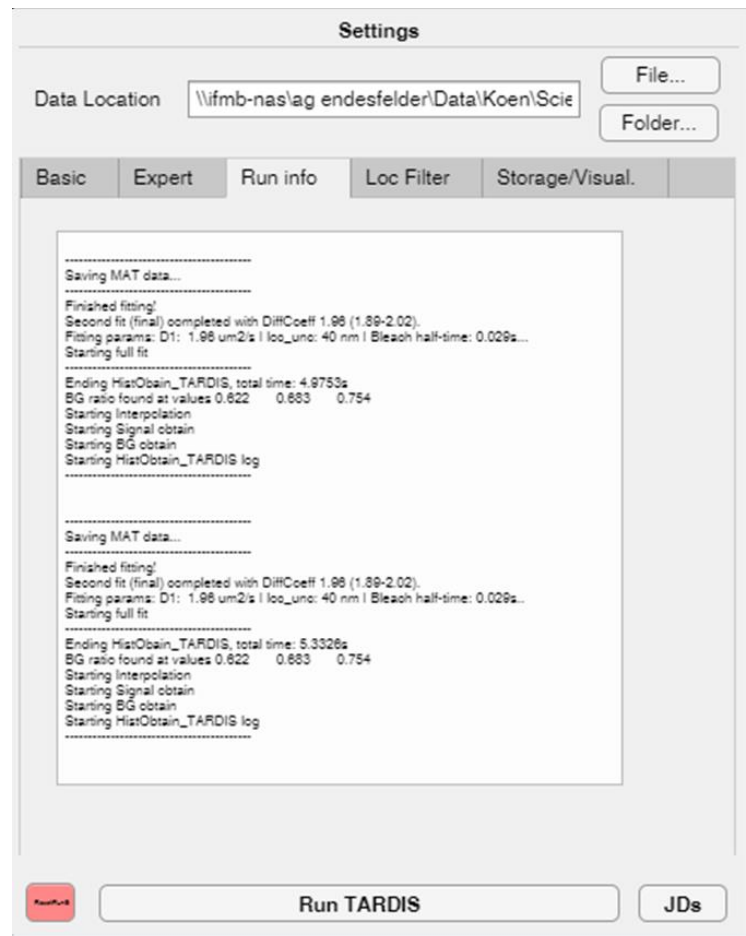 Settings
Data Location
\\ifmb-nas\ag endesfelder\Data\Koen\Scie
File...
Folder...
Basic Expert Run info Loc Filter Storage/Visual.
----------------------------------------
Saving MAT data...
----------------------------------------
Finished fitting!
Second fit (final) completed with DiffCoeff 1.96 (1.89-2.02).
Fitting params: D1: 1.96 um2/s | loc_unc: 40 nm | Bleach half-time: 0.029s...
Starting full fit
----------------------------------------
Ending HistObain_TARDIS, total time: 4.9753s
BG ratio found at values 0.622 0.683 0.754
Starting Interpolation
Starting Signal obtain
Starting BG obtain
Starting HistObtain_TARDIS log
----------------------------------------
----------------------------------------
Saving MAT data...
----------------------------------------
Finished fitting!
Second fit (final) completed with DiffCoeff 1.96 (1.89-2.02).
Fitting params: D1: 1.96 um2/s | loc_unc: 40 nm | Bleach half-time: 0.029s..
Starting full fit
----------------------------------------
Ending HistObain_TARDIS, total time: 5.3326s
BG ratio found at values 0.622 0.683 0.754
Starting Interpolation
Starting Signal obtain
Starting BG obtain
Starting HistObtain_TARDIS log
----------------------------------------
Run TARDIS
JDs